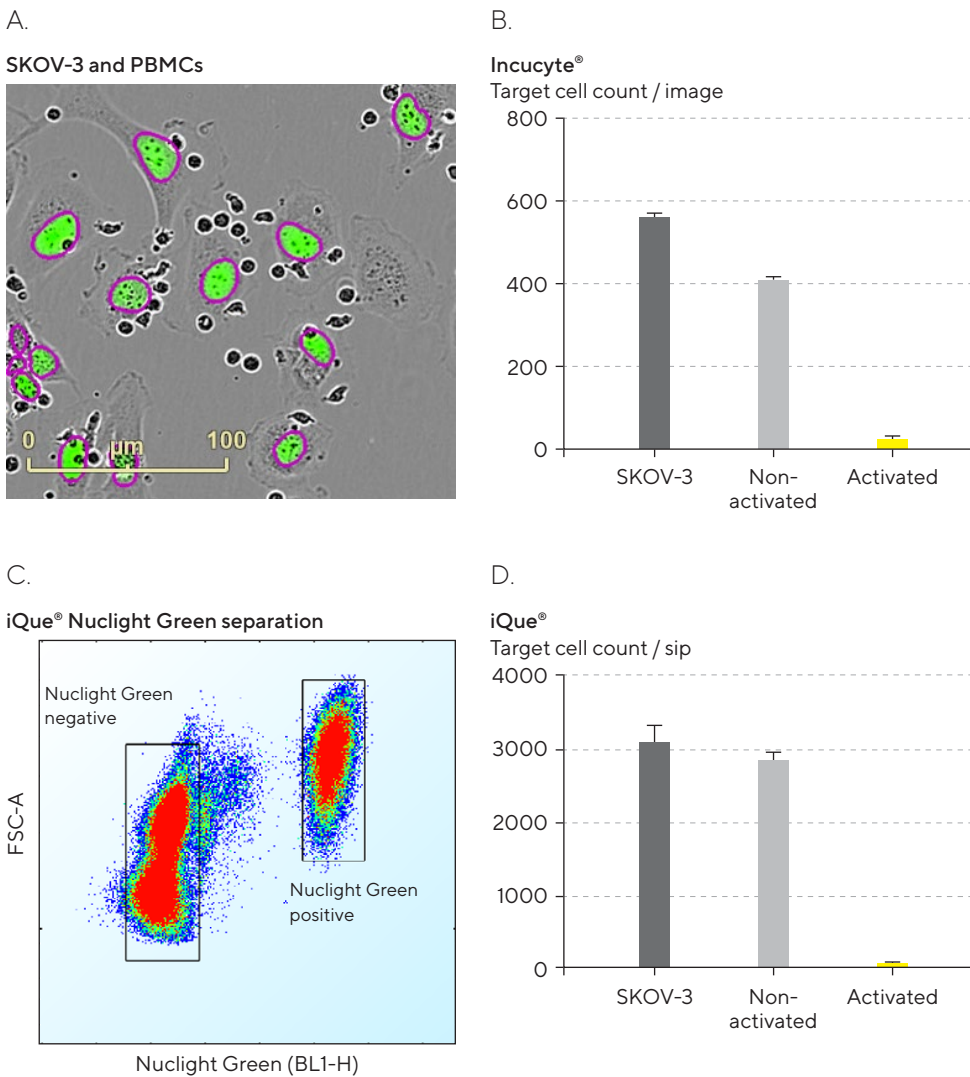 A.
SKOV-3 and PBMCs
0 µm 100
B.
Incucyte®
Target cell count / image
800
600
400
200
0
SKOV-3
Non-
activated
Activated
C.
iQue® Nuclight Green separation
Nuclight Green
negative
Nuclight Green
positive
FSC-A
Nuclight Green (BL1-H)
D.
iQue®
Target cell count / sip
4000
3000
2000
1000
0
SKOV-3
Non-
activated
Activated